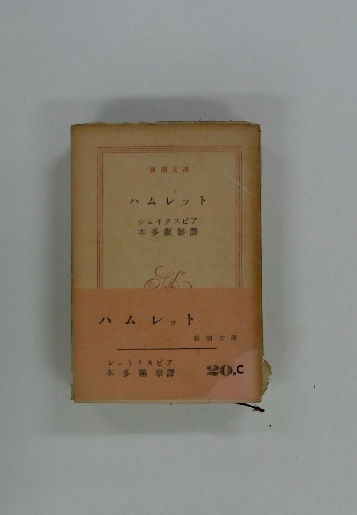 新潮文庫
ハムレット
シェイクスピア
本多顯彰譯
ハムレット
新潮文庫
シェイクスピア
本多顯彰譯
20.C